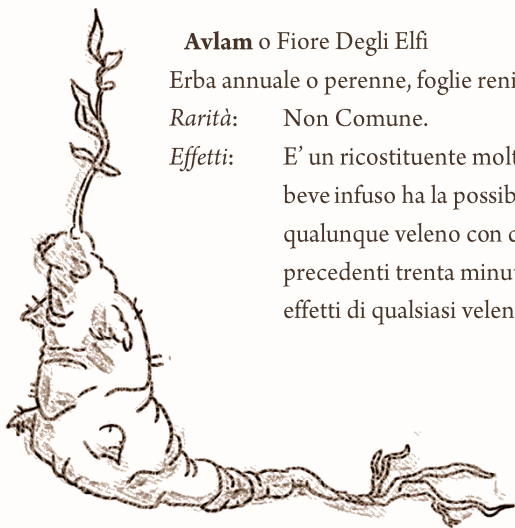 Avlam o Fiore Degli Elfi
Erba annuale o perenne, foglie reni
Rarità: Non Comune.
Effetti: E’ un ricostituente molt
beve infuso ha la possib
qualunque veleno con
precedenti trenta minu
effetti di qualsiasi velen